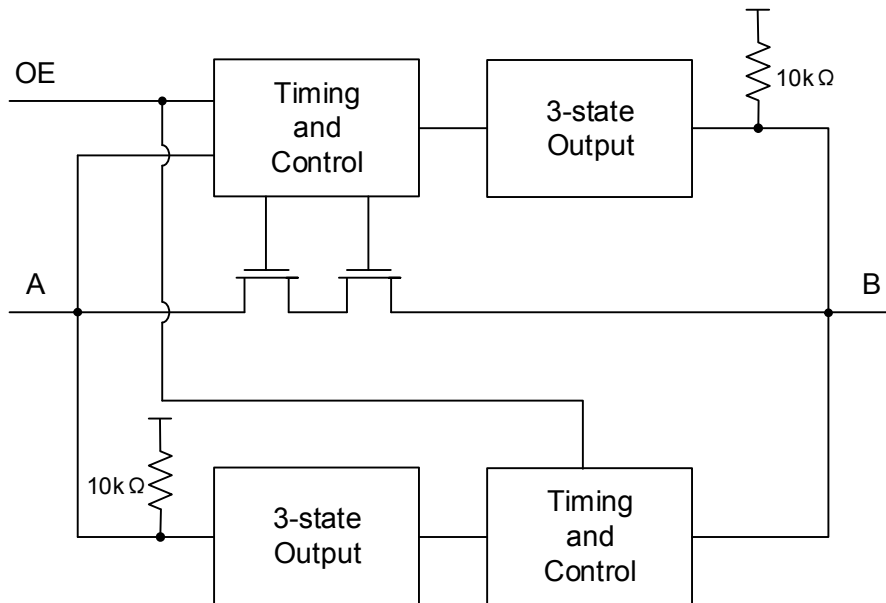 OE
Timing
and
Control
3-state
Output
10kΩ
A
B
10kΩ
3-state
Output
Timing
and
Control